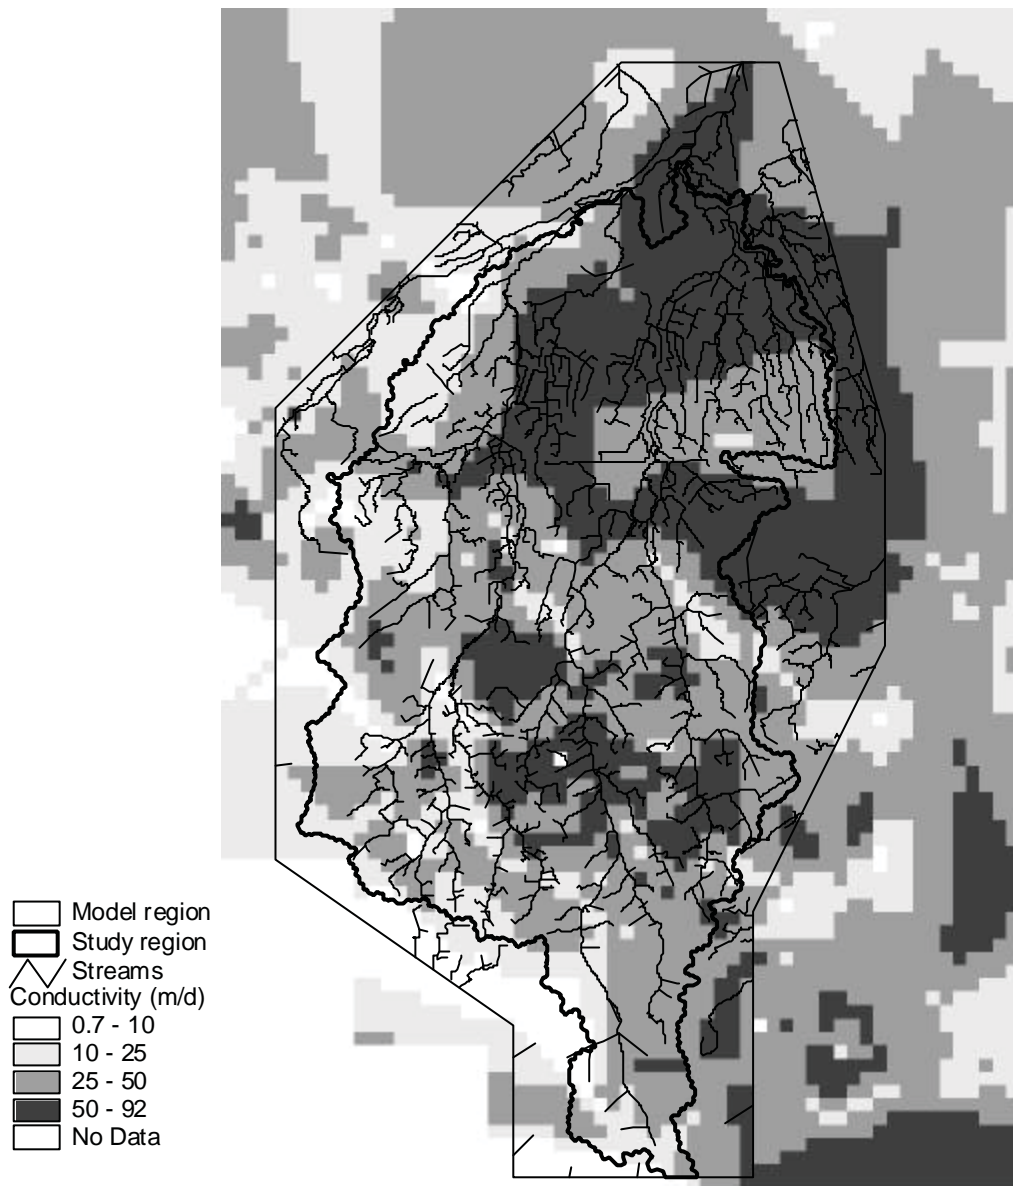 Model region
Study region
Streams
Conductivity (m/d)
0.7 - 10
10 - 25
25 - 50
50 - 92
No Data